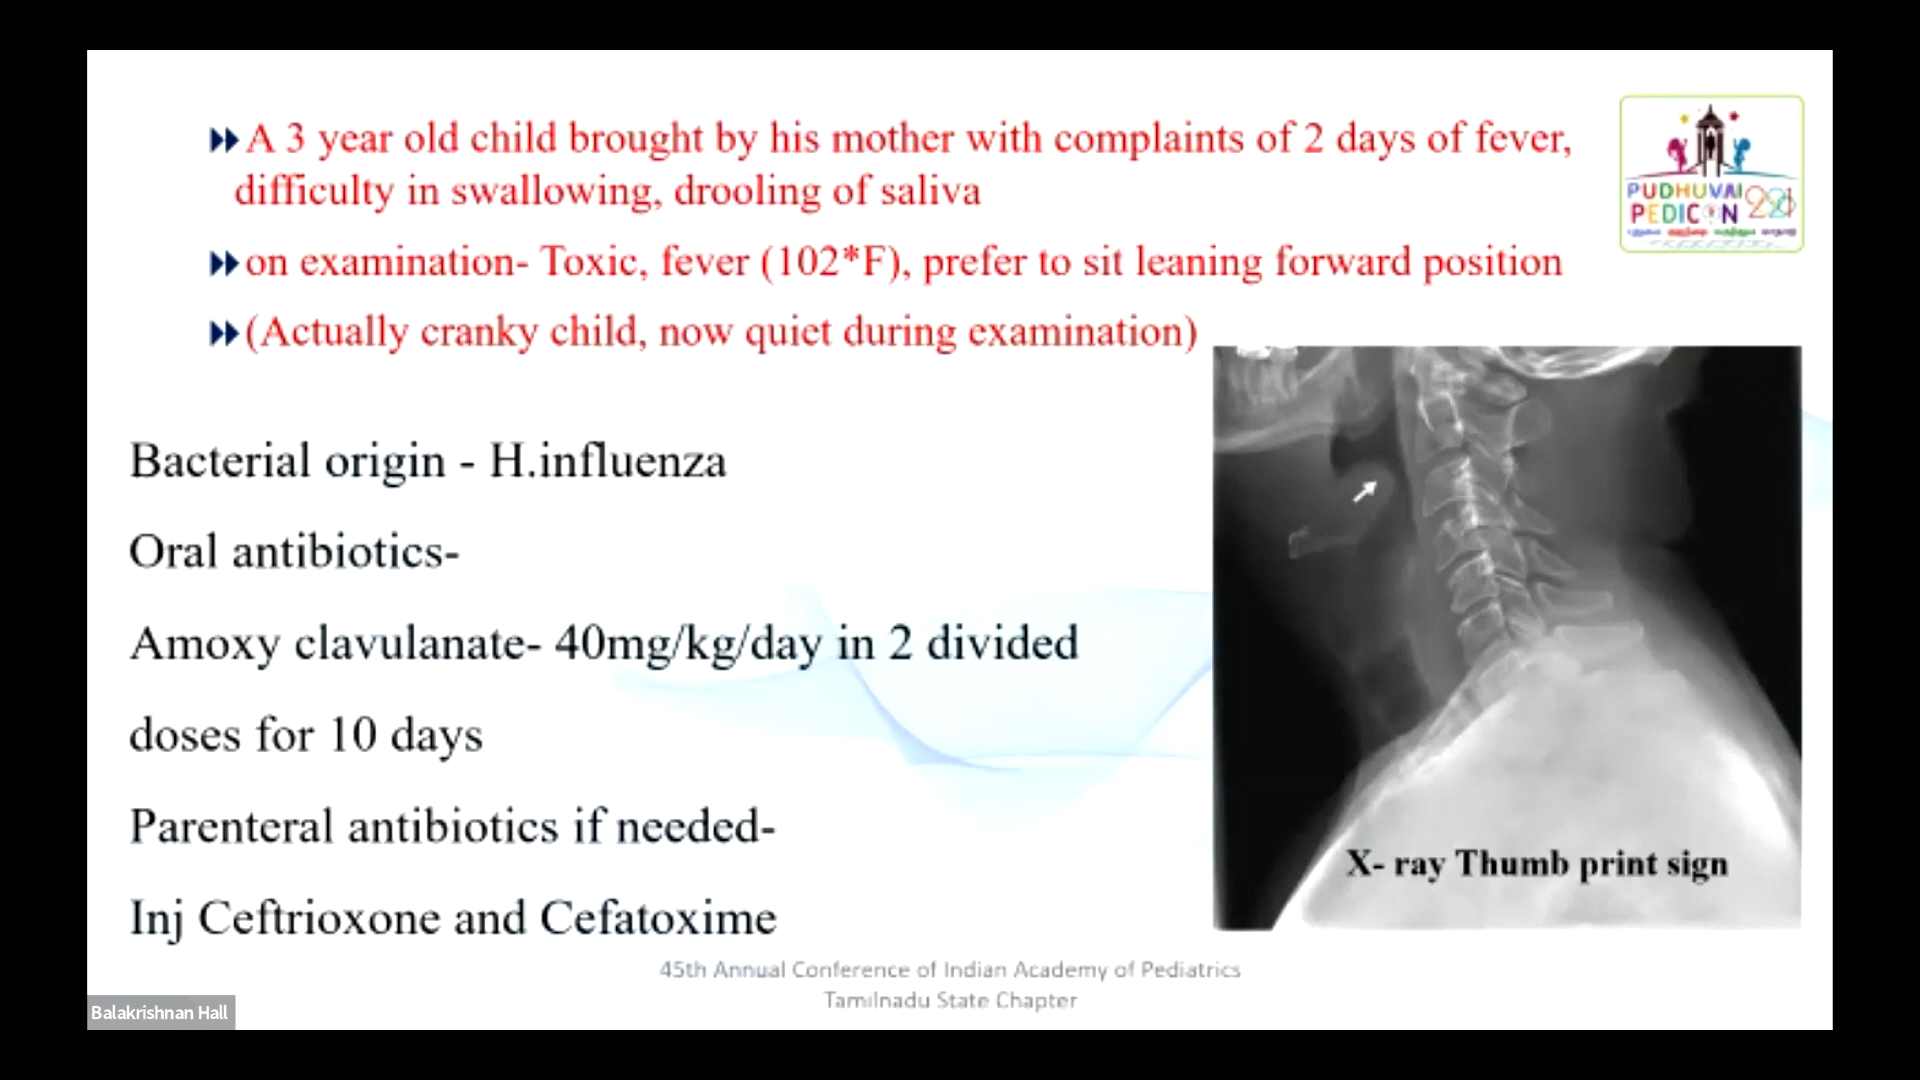 A 3 year old child brought by his mother with complaints of 2 days of fever,
difficulty in swallowing, drooling of saliva
on examination- Toxic, fever (102*F), prefer to sit leaning forward position
(Actually cranky child, now quiet during examination)
PUDHUVAI
PEDICON
Bacterial origin - H.influenza
Oral antibiotics-
Amoxy clavulanate- 40mg/kg/day in 2 divided
doses for 10 days
Parenteral antibiotics if needed-
Inj Ceftrioxone and Cefatoxime
X- ray Thumb print sign
45th Annual Conference of Indian Academy of Pediatrics
Tamilnadu State Chapter
Balakrishnan Hall